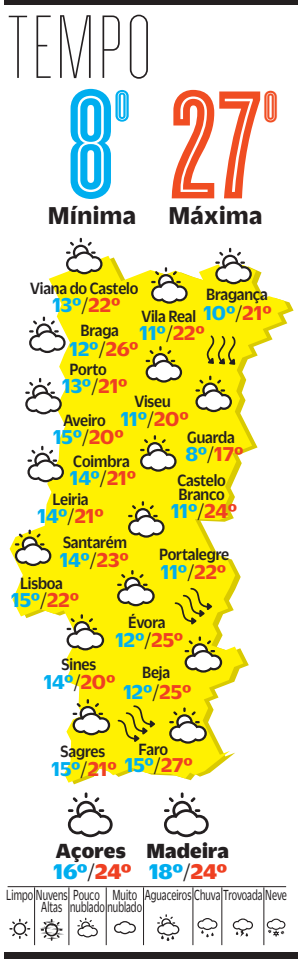 TEMPO
8º 27º
Mínima Máxima
Viana do Castelo
13º/22º
Bragança
10º/21º
Vila Real
11º/22º
Braga
12º/26º
Porto
13º/21º
Viseu
11º/20º
Aveiro
15º/20º
Guarda
8º/17º
Coimbra
14º/21º
Castelo
Branco
11º/24º
Leiria
14º/21º
Santarém
14º/23º
Portalegre
11º/22º
Lisboa
15º/22º
Évora
12º/25º
Sines
14º/20º
Beja
12º/25º
Sagres
15º/21º
Faro
15º/27º
Açores
16º/24º
Madeira
18º/24º
Limpo
Nuvens
Altas
Pouco
nublado
Muito
nublado
Aguaceiros
Chuva
Trovoada
Neve